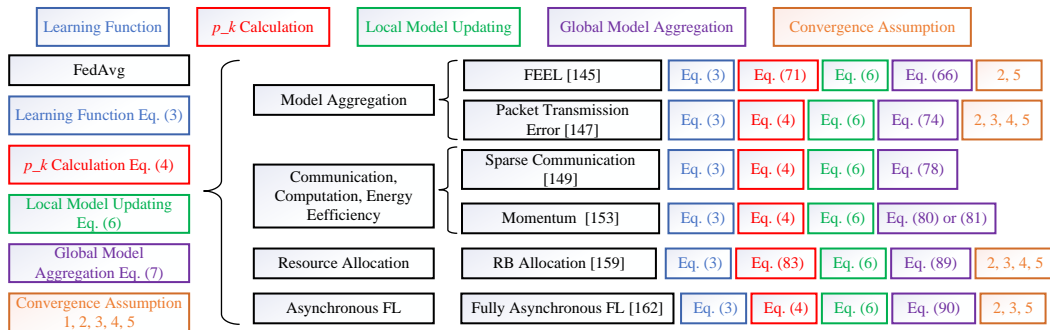 Learning Function
p_k Calculation
Local Model Updating
Global Model Aggregation
Convergence Assumption
FedAvg
Learning Function Eq. (3)
p_k Calculation Eq. (4)
Local Model Updating
Eq. (6)
Global Model
Aggregation Eq. (7)
Convergence Assumption
1, 2, 3, 4, 5
Model Aggregation
FEEL [145]
Eq. (3)
Eq. (71)
Eq. (6)
Eq. (66)
2, 5
Packet Transmission
Error [147]
Eq. (3)
Eq. (4)
Eq. (6)
Eq. (74)
2, 3, 4, 5
Communication,
Computation, Energy
Eefficiency
Sparse Communication
[149]
Eq. (3)
Eq. (4)
Eq. (6)
Eq. (78)
Momentum [153]
Eq. (3)
Eq. (4)
Eq. (6)
Eq. (80) or (81)
Resource Allocation
RB Allocation [159]
Eq. (3)
Eq. (83)
Eq. (6)
Eq. (89)
2, 3, 4, 5
Asynchronous FL
Fully Asynchronous FL [162]
Eq. (3)
Eq. (4)
Eq. (6)
Eq. (90)
2, 3, 5